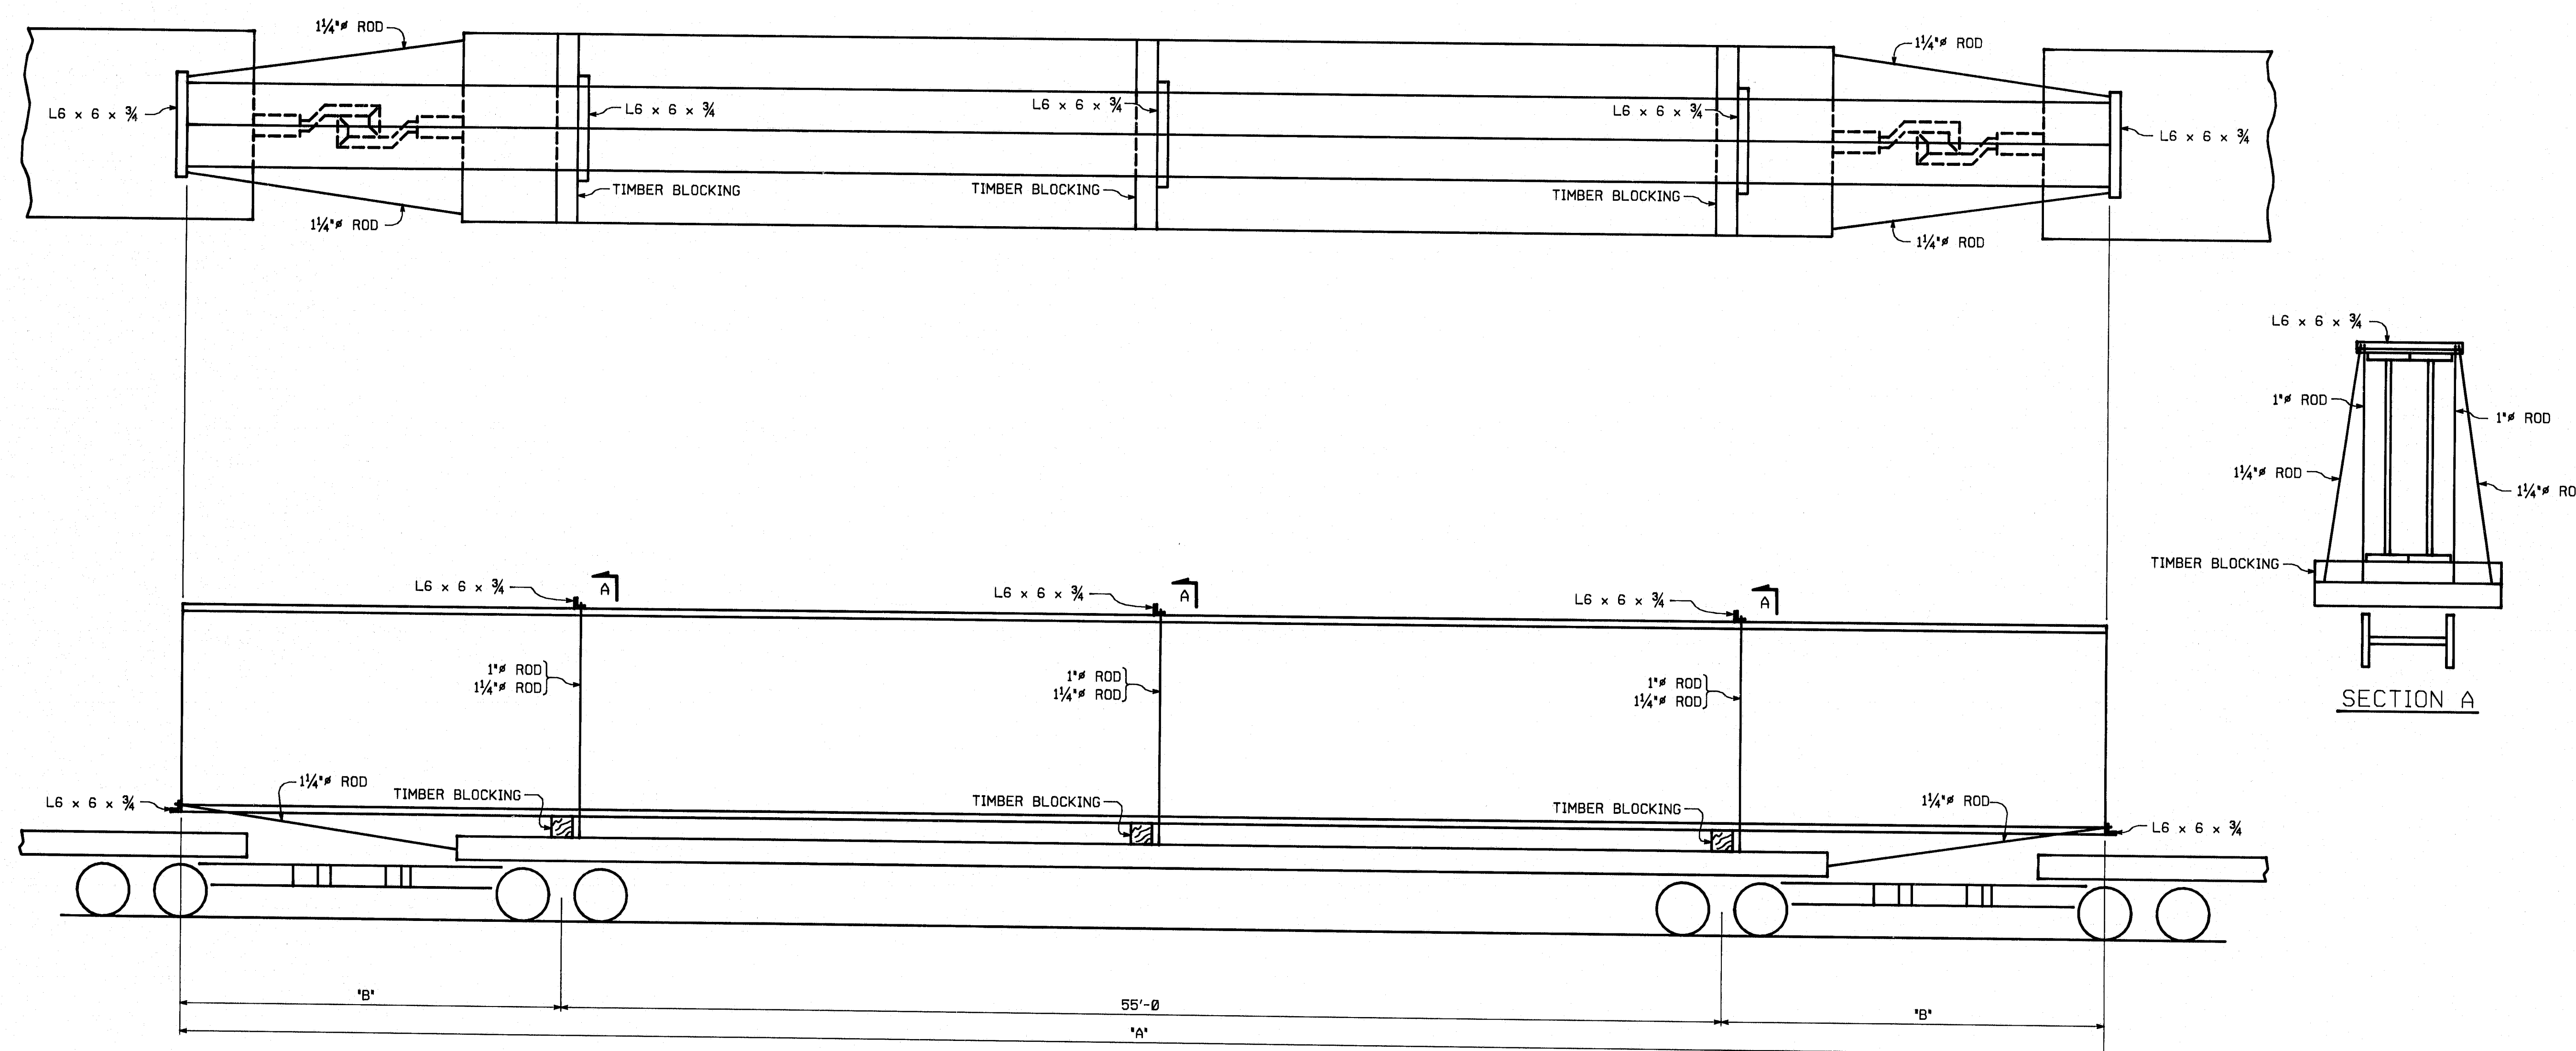 1¼"ø ROD
1¼"ø ROD
L6 x 6 x ¾
L6 x 6 x ¾
L6 x 6 x ¾
L6 x 6 x ¾
L6 x 6 x ¾
TIMBER BLOCKING
TIMBER BLOCKING
TIMBER BLOCKING
1¼"ø ROD
1¼"ø ROD
L6 x 6 x ¾
1"ø ROD
1"ø ROD
1¼"ø ROD
1¼"ø RO
TIMBER BLOCKING
SECTION A
L6 x 6 x ¾
A
L6 x 6 x ¾
A
L6 x 6 x ¾
A
1"ø ROD
1¼"ø ROD
1"ø ROD
1¼"ø ROD
1"ø ROD
1¼"ø ROD
L6 x 6 x ¾
1¼"ø ROD
TIMBER BLOCKING
TIMBER BLOCKING
TIMBER BLOCKING
1¼"ø ROD
L6 x 6 x ¾
"B"
55'-0
"B"
"A"